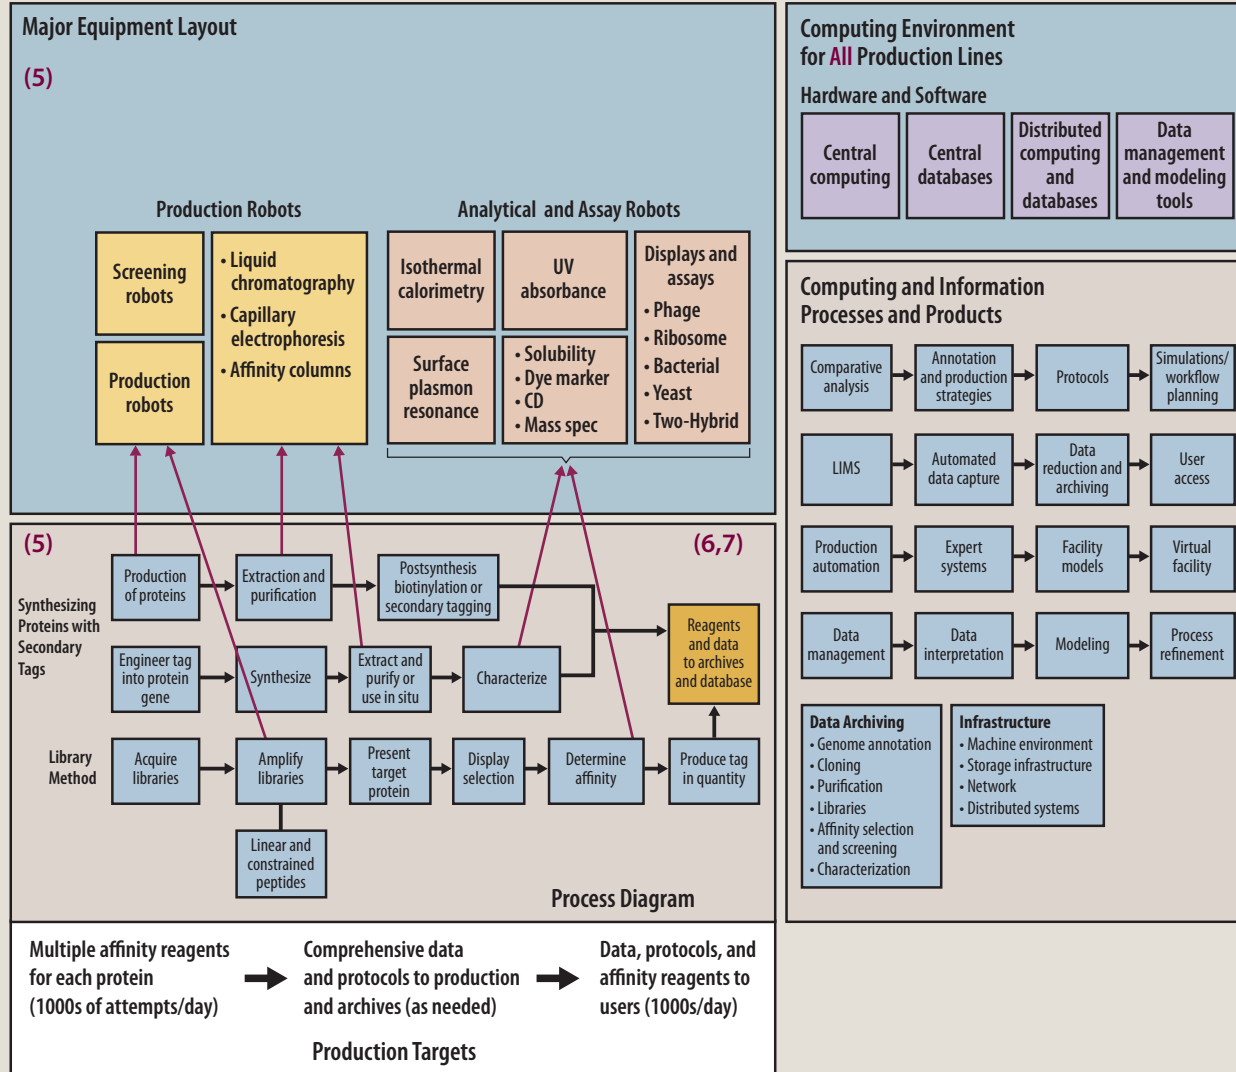 Major Equipment Layout
(5)
Production Robots
Screening
robots
Production
robots
• Liquid
chromatography
• Capillary
electrophoresis
• Affinity columns
Analytical and Assay Robots
Isothermal
calorimetry
UV
absorbance
Surface
plasmon
resonance
• Solubility
• Dye marker
• CD
• Mass spec
Displays and
assays
• Phage
• Ribosome
• Bacterial
• Yeast
• Two-Hybrid
(5)
(6,7)
Synthesizing
Proteins with
Secondary
Tags
Production
of proteins
Extraction and
purification
Postsynthesis
biotinylation or
secondary tagging
Engineer tag
into protein
gene
Synthesize
Extract and
purify or
use in situ
Characterize
Reagents
and data
to archives
and database
Library
Method
Acquire
libraries
Amplify
libraries
Present
target
protein
Display
selection
Determine
affinity
Produce tag
in quantity
Linear and
constrained
peptides
Process Diagram
Multiple affinity reagents
for each protein
(1000s of attempts/day)
Comprehensive data
and protocols to production
and archives (as needed)
Data, protocols, and
affinity reagents to
users (1000s/day)
Production Targets
Computing Environment
for All Production Lines
Hardware and Software
Central
computing
Central
databases
Distributed
computing
and
databases
Data
management
and modeling
tools
Computing and Information
Processes and Products
Comparative
analysis
Annotation
and production
strategies
Protocols
Simulations/
workflow
planning
LIMS
Automated
data capture
Data
reduction and
archiving
User
access
Production
automation
Expert
systems
Facility
models
Virtual
facility
Data
management
Data
interpretation
Modeling
Process
refinement
Data Archiving
• Genome annotation
• Cloning
• Purification
• Libraries
• Affinity selection
and screening
• Characterization
Infrastructure
• Machine environment
• Storage infrastructure
• Network
• Distributed systems